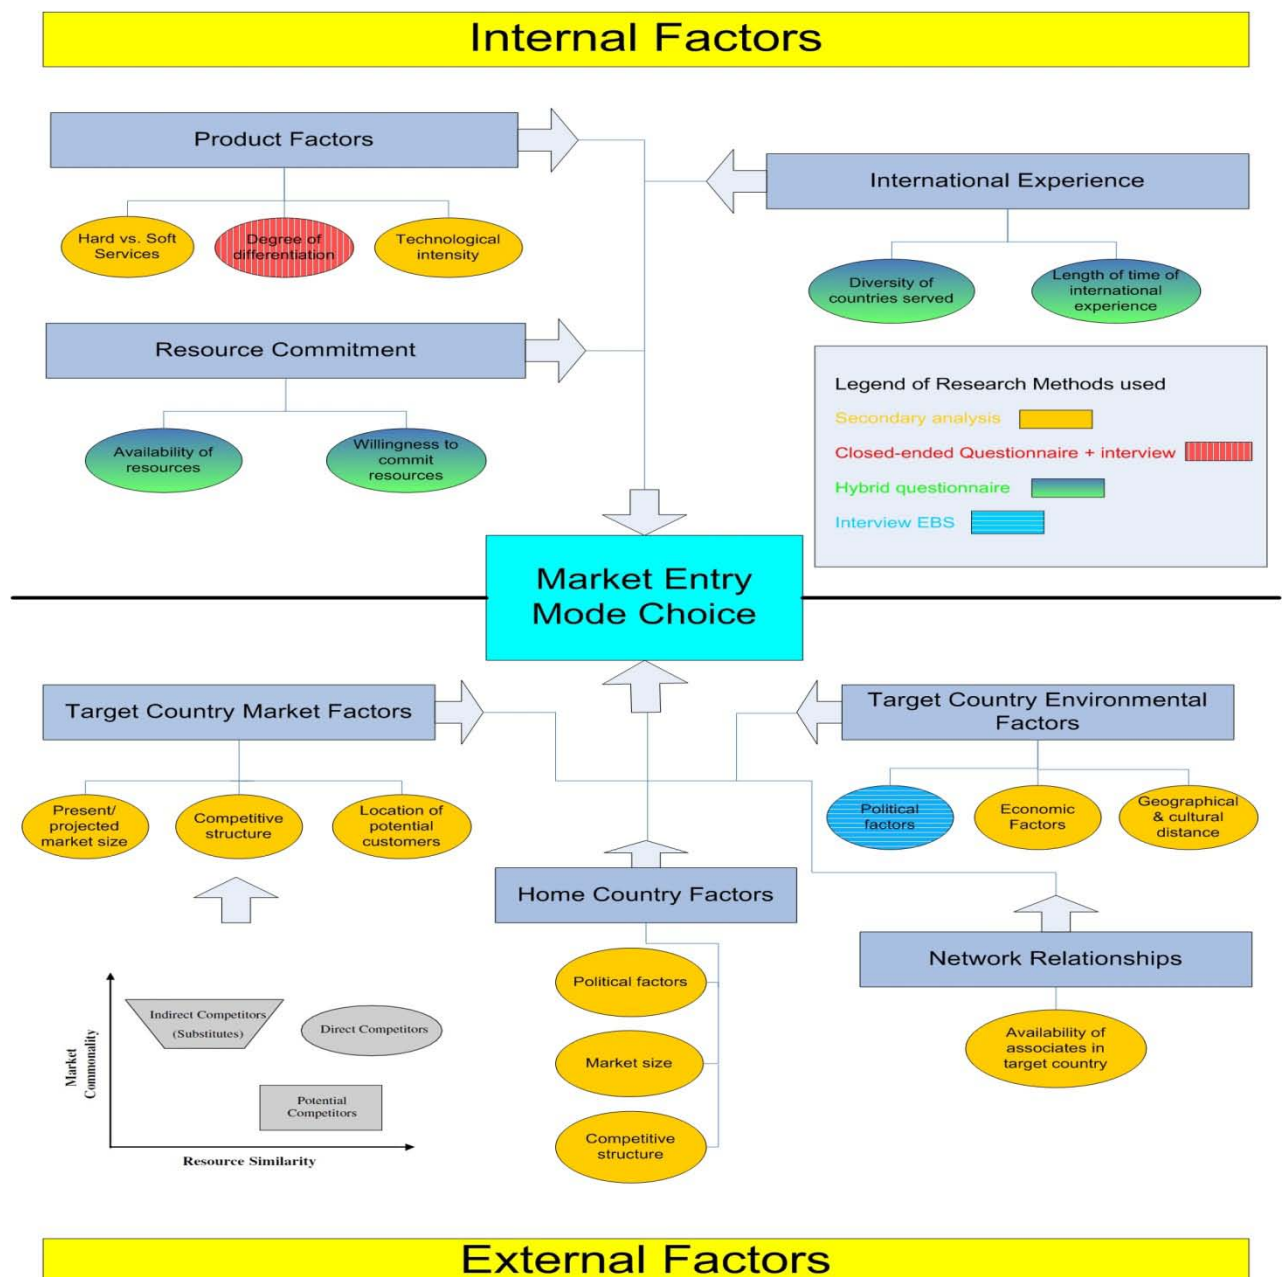 Internal Factors
Product Factors
International Experience
Hard vs. Soft
Services
Degree of
differentiation
Technological
intensity
Diversity of
countries served
Length of time of
international
experience
Resource Commitment
Availability of
resources
Willingness to
commit
resources
Legend of Research Methods used
Secondary analysis
Closed-ended Questionnaire + interview
Hybrid questionnaire
Interview EBS
Market Entry
Mode Choice
Target Country Market Factors
Target Country Environmental
Factors
Present/
projected
market size
Competitive
structure
Location of
potential
customers
Political
factors
Economic
Factors
Geographical
& cultural
distance
Home Country Factors
Network Relationships
Political factors
Market size
Competitive
structure
Availability of
associates in
target country
Market
Commonality
Indirect Competitors
(Substitutes)
Direct Competitors
Potential
Competitors
Resource Similarity
External Factors